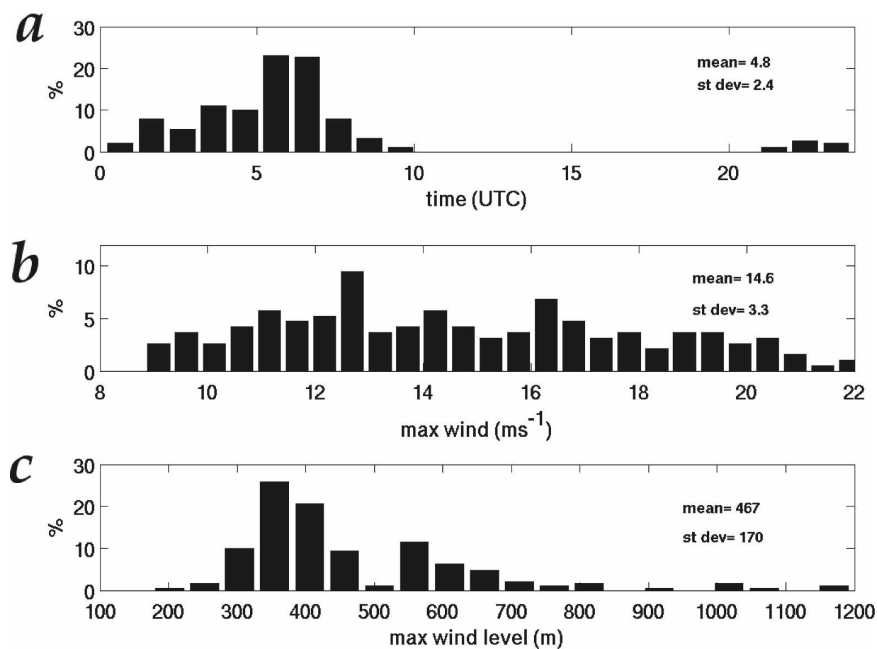 a
30
20
10
0
%
mean= 4.8
st dev= 2.4
0 5 10 15 20
time (UTC)
b
10
5
0
%
mean= 14.6
st dev= 3.3
8 10 12 14 16 18 20 22
max wind (ms⁻¹)
c
30
20
10
0
%
mean= 467
st dev= 170
100 200 300 400 500 600 700 800 900 1000 1100 1200
max wind level (m)